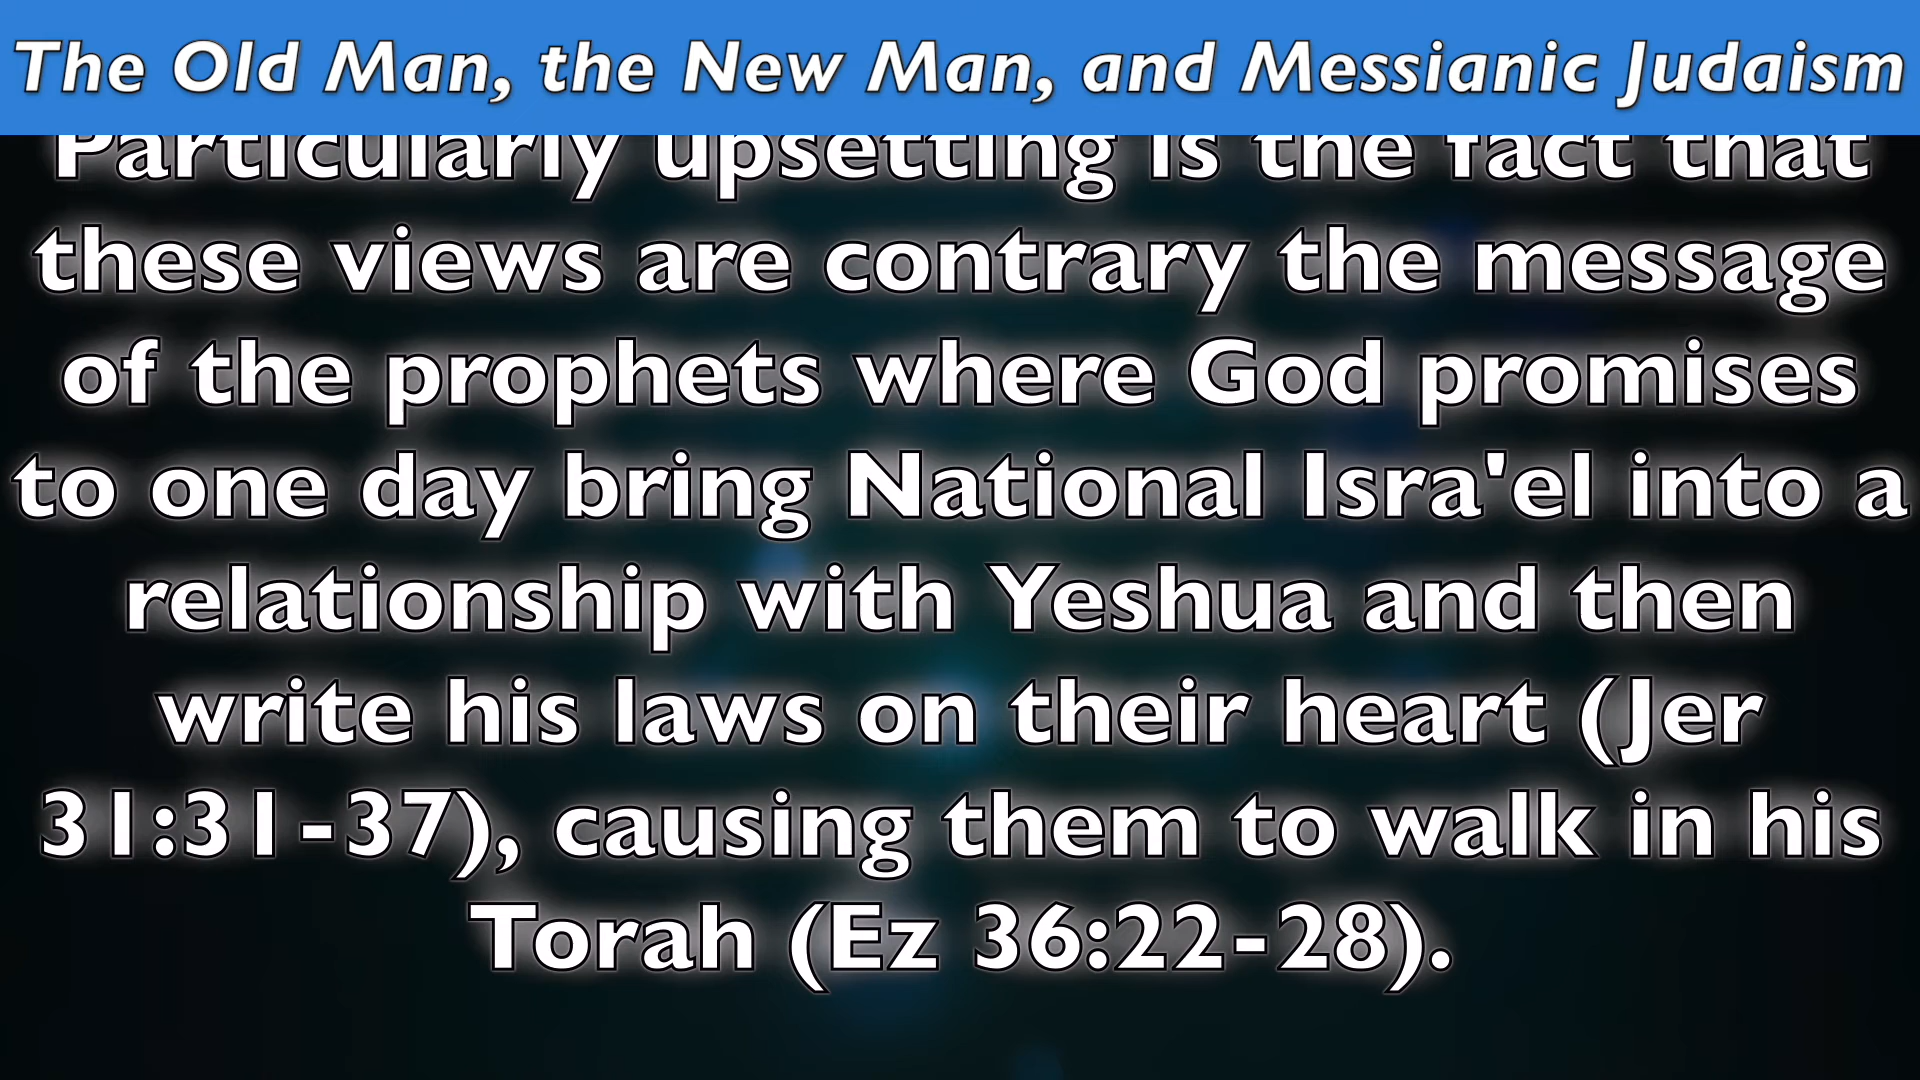 The Old Man, the New Man, and Messianic Judaism
Particularly upsetting is the fact that
these views are contrary the message
of the prophets where God promises
to one day bring National Isra'el into a
relationship with Yeshua and then
write his laws on their heart (Jer
31:31-37), causing them to walk in his
Torah (Ez 36:22-28).